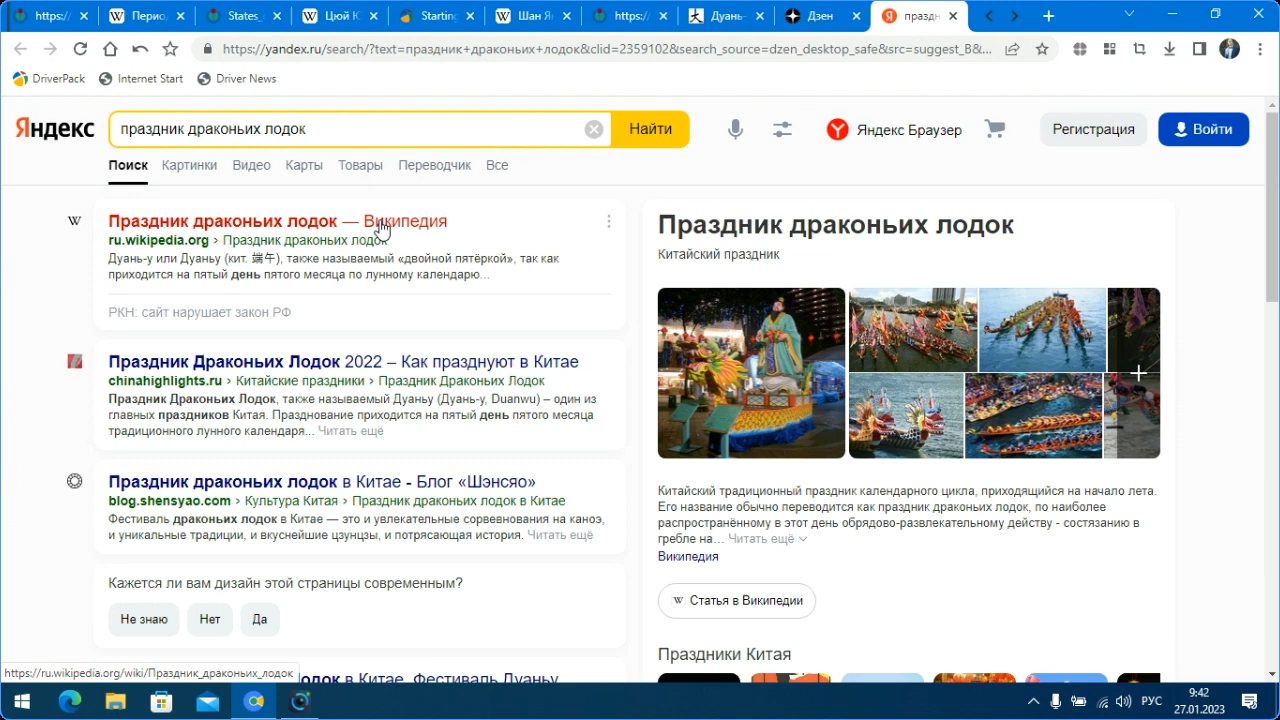 https:/
Перио
States_
Цюй К
Starting
Шан Я
https:/
Дуань-
Дзен
праздн
https://yandex.ru/search/?text=праздник+драконьих+лодок&clid=2359102&search_source=dzen_desktop_safe&src=suggest_B&...
DriverPack
Internet Start
Driver News
Яндекс
праздник драконьих лодок
Найти
Яндекс Браузер
Регистрация
Войти
Поиск Картинки Видео Карты Товары Переводчик Все
Праздник драконьих лодок — Википедия
ru.wikipedia.org › Праздник драконьих лодок
Дуань-у или Дуаньу (кит. 端午), также называемый «двойной пятёркой», так как
приходится на пятый день пятого месяца по лунному календарю...
РКН: сайт нарушает закон РФ
Праздник Драконьих Лодок 2022 – Как празднуют в Китае
chinahighlights.ru › Китайские праздники › Праздник Драконьих Лодок
Праздник Драконьих Лодок, также называемый Дуаньу (Дуань-у, Duanwu) – один из
главных праздников Китая. Празднование приходится на пятый день пятого месяца
традиционного лунного календаря... Читать ещё
Праздник драконьих лодок в Китае - Блог «Шэнсяо»
blog.shensyao.com › Культура Китая › Праздник драконьих лодок в Китае
Фестиваль драконьих лодок в Китае — это и увлекательные соревнования на каноэ,
и уникальные традиции, и вкуснейшие цзунцзы, и потрясающая история. Читать ещё
Кажется ли вам дизайн этой страницы современным?
Не знаю
Нет
Да
лодок в Китае. Фестиваль Дуаньу
https://ru.wikipedia.org/wiki/Праздник_драконьих_лодок
Праздник драконьих лодок
Китайский праздник
Китайский традиционный праздник календарного цикла, приходящийся на начало лета.
Его название обычно переводится как праздник драконьих лодок, по наиболее
распространённому в этот день обрядово-развлекательному действу - состязанию в
гребле на... Читать ещё
Википедия
W Статья в Википедии
Праздники Китая
РУС
9:42
27.01.2023